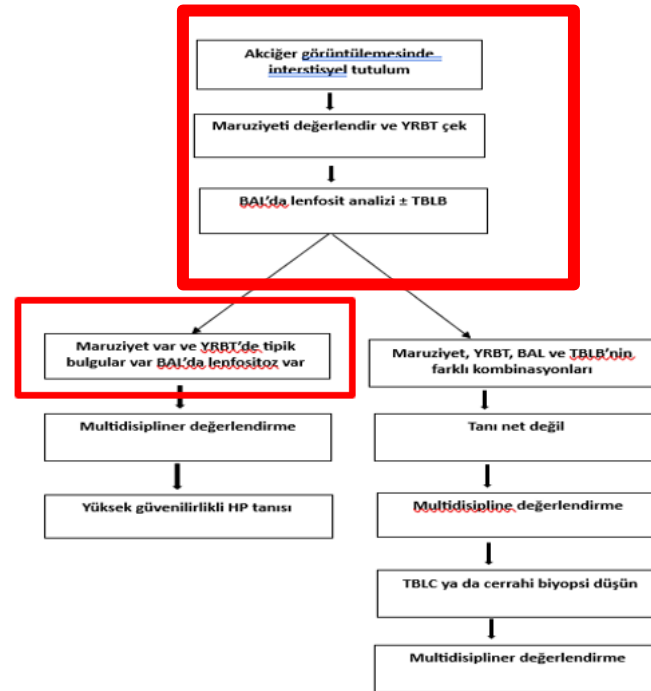 Akciğer görüntülemesinde
interstisyel tutulum
Maruziyeti değerlendir ve YRBT çek
BAL’da lenfosit analizi ± TBLB
Maruziyet var ve YRBT’de tipik
bulgular var BAL’da lenfositoz var
Multidisipliner değerlendirme
Yüksek güvenilirlikli HP tanısı
Maruziyet, YRBT, BAL ve TBLB’nin
farklı kombinasyonları
Tanı net değil
Multidisipline değerlendirme
TBLC ya da cerrahi biyopsi düşün
Multidisipliner değerlendirme